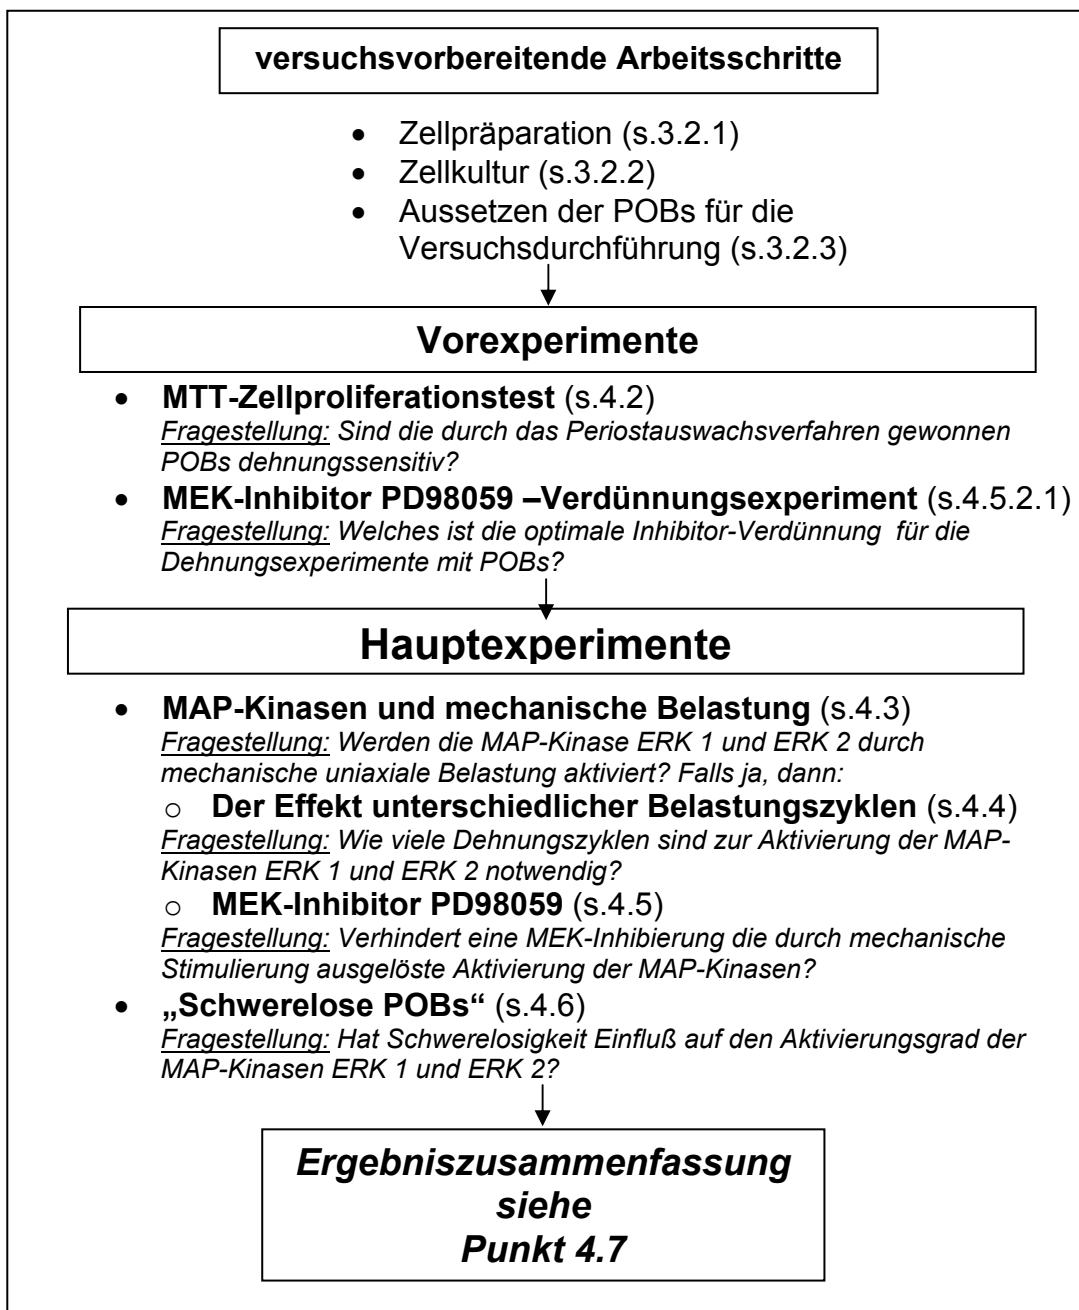 versuchsvorbereitende Arbeitsschritte
• Zellpräparation (s.3.2.1)
• Zellkultur (s.3.2.2)
• Aussetzen der POBs für die
Versuchsdurchführung (s.3.2.3)
Vorexperimente
• MTT-Zellproliferationstest (s.4.2)
Fragestellung: Sind die durch das Periostauswachsverfahren gewonnen
POBs dehnungssensitiv?
• MEK-Inhibitor PD98059 –Verdünnungsexperiment (s.4.5.2.1)
Fragestellung: Welches ist die optimale Inhibitor-Verdünnung für die
Dehnungsexperimente mit POBs?
Hauptexperimente
• MAP-Kinasen und mechanische Belastung (s.4.3)
Fragestellung: Werden die MAP-Kinase ERK 1 und ERK 2 durch
mechanische uniaxiale Belastung aktiviert? Falls ja, dann:
○ Der Effekt unterschiedlicher Belastungszyklen (s.4.4)
Fragestellung: Wie viele Dehnungszyklen sind zur Aktivierung der MAP-
Kinasen ERK 1 und ERK 2 notwendig?
○ MEK-Inhibitor PD98059 (s.4.5)
Fragestellung: Verhindert eine MEK-Inhibierung die durch mechanische
Stimulierung ausgelöste Aktivierung der MAP-Kinasen?
• „Schwerelose POBs“ (s.4.6)
Fragestellung: Hat Schwerelosigkeit Einfluß auf den Aktivierungsgrad der
MAP-Kinasen ERK 1 und ERK 2?
Ergebniszusammenfassung
siehe
Punkt 4.7